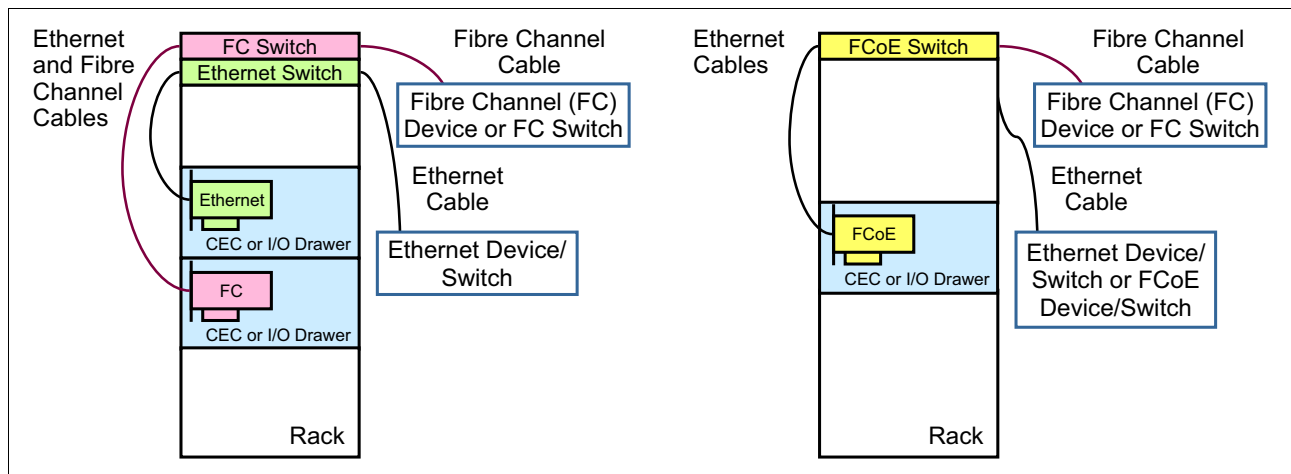 Ethernet
and Fibre
Channel
Cables
FC Switch
Ethernet Switch
Fibre Channel
Cable
Fibre Channel (FC)
Device or FC Switch
Ethernet
Cable
Ethernet Device/
Switch
Ethernet
CEC or I/O Drawer
FC
CEC or I/O Drawer
Rack
Ethernet
Cables
FCoE Switch
Fibre Channel
Cable
Fibre Channel (FC)
Device or FC Switch
Ethernet
Cable
Ethernet Device/
Switch or FCoE
Device/Switch
FCoE
CEC or I/O Drawer
Rack